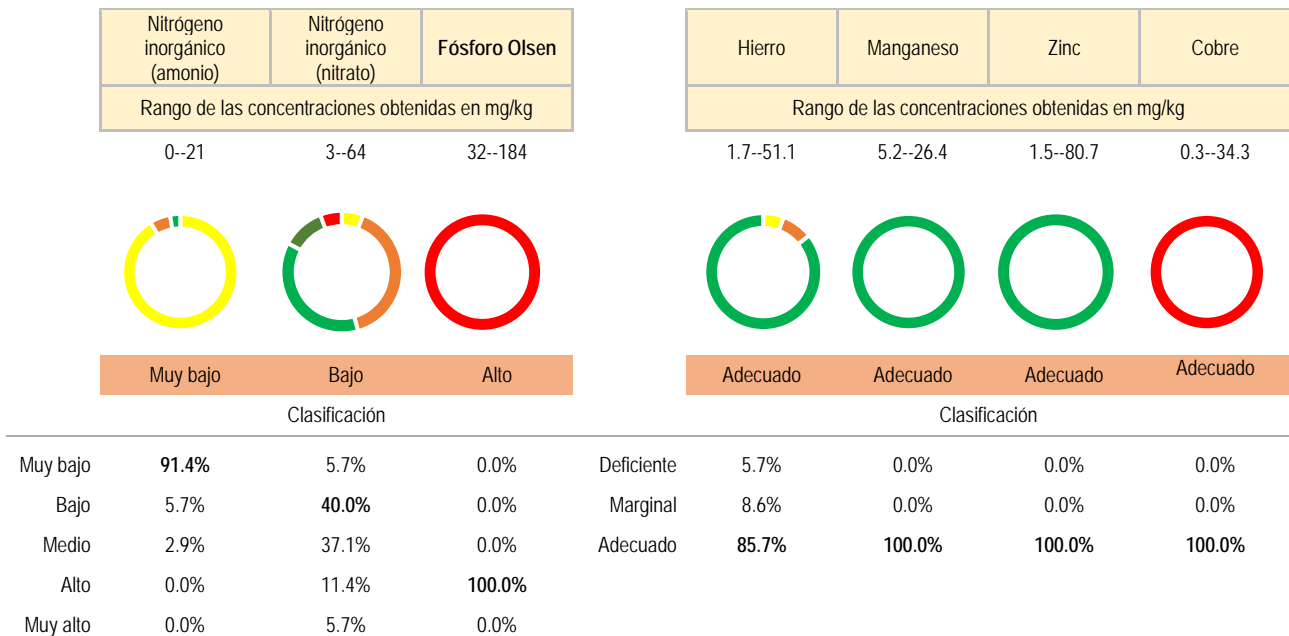 Nitrógeno inorgánico (amonio) Nitrógeno inorgánico (nitrato) Fósforo Olsen Hierro Manganeso Zinc Cobre
Rango de las concentraciones obtenidas en mg/kg Rango de las concentraciones obtenidas en mg/kg
0--21 3--64 32--184 1.7--51.1 5.2--26.4 1.5--80.7 0.3--34.3
Muy bajo Bajo Alto Adecuado Adecuado Adecuado Adecuado
Clasificación Clasificación
Muy bajo 91.4% 5.7% 0.0% Deficiente 5.7% 0.0% 0.0% 0.0%
Bajo 5.7% 40.0% 0.0% Marginal 8.6% 0.0% 0.0% 0.0%
Medio 2.9% 37.1% 0.0% Adecuado 85.7% 100.0% 100.0% 100.0%
Alto 0.0% 11.4% 100.0%
Muy alto 0.0% 5.7% 0.0%